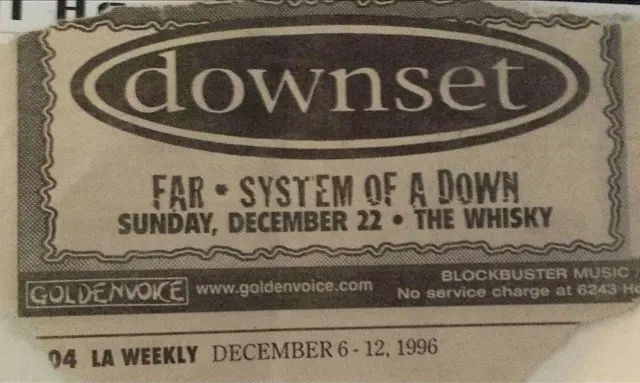 downset
FAR • SYSTEM OF A DOWN
SUNDAY, DECEMBER 22 • THE WHISKY
GOLDENVOICE www.goldenvoice.com
BLOCKBUSTER MUSIC
No service charge at 6243
04 LA WEEKLY DECEMBER 6 - 12, 1996